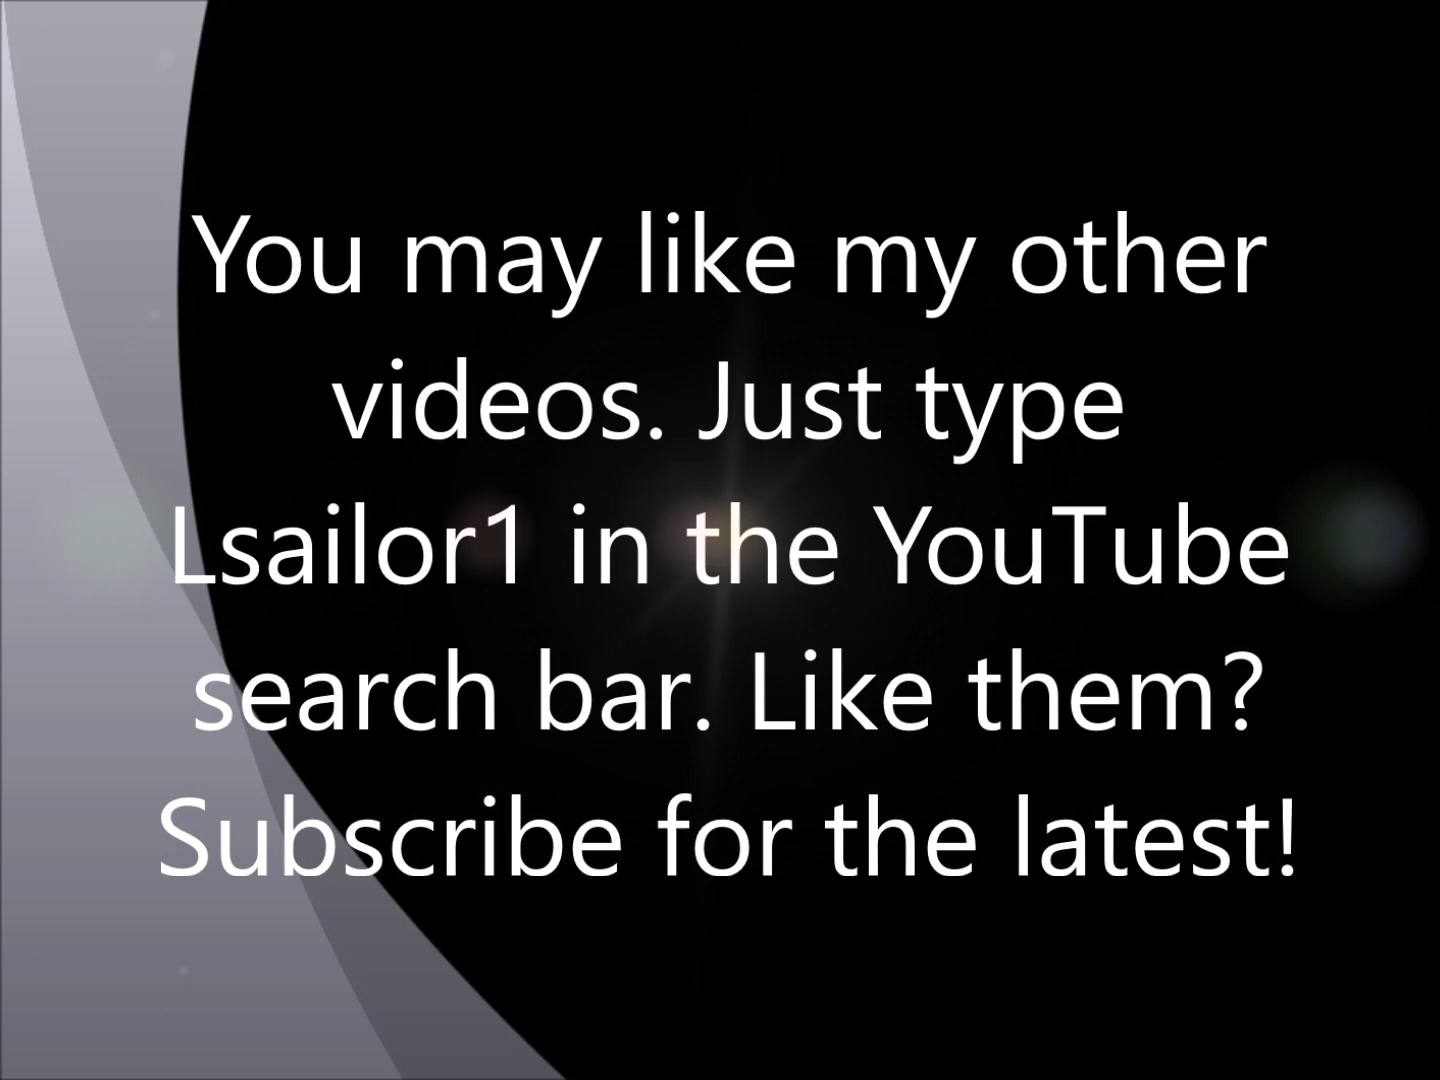 You may like my other
videos. Just type
Lsailor1 in the YouTube
search bar. Like them?
Subscribe for the latest!